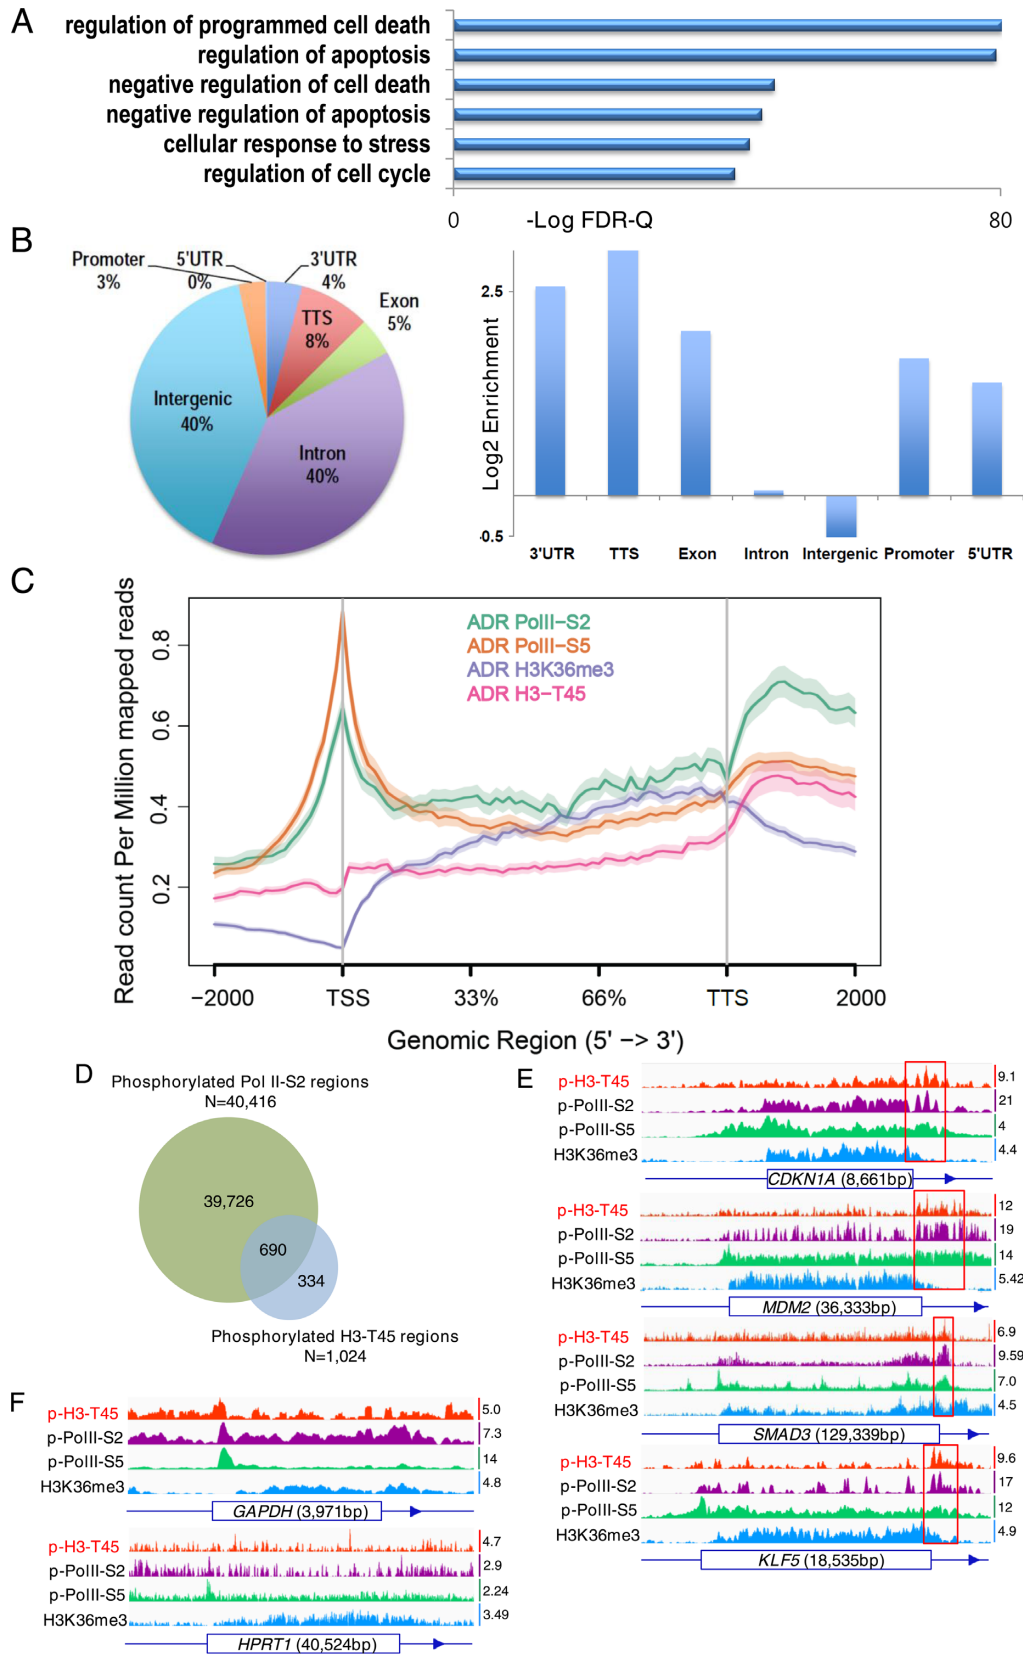 A
regulation of programmed cell death
regulation of apoptosis
negative regulation of cell death
negative regulation of apoptosis
cellular response to stress
regulation of cell cycle
0
-Log FDR-Q
80
B
Promoter
3%
5'UTR
0%
3'UTR
4%
TTS
8%
Exon
5%
Intergenic
40%
Intron
40%
Log2 Enrichment
2.5
-0.5
3'UTR TTS Exon Intron Intergenic Promoter 5'UTR
C
Read count Per Million mapped reads
0.8
0.6
0.4
0.2
ADR PolII−S2
ADR PolII−S5
ADR H3K36me3
ADR H3−T45
−2000 TSS 33% 66% TTS 2000
Genomic Region (5' −> 3')
D
Phosphorylated Pol II-S2 regions
N=40,416
39,726
690
334
Phosphorylated H3-T45 regions
N=1,024
E
p-H3-T45 9.1
p-PolII-S2 21
p-PolII-S5 4
H3K36me3 4.4
CDKN1A (8,661bp)
p-H3-T45 12
p-PolII-S2 19
p-PolII-S5 14
H3K36me3 5.42
MDM2 (36,333bp)
p-H3-T45 6.9
p-PolII-S2 9.59
p-PolII-S5 7.0
H3K36me3 4.5
SMAD3 (129,339bp)
p-H3-T45 9.6
p-PolII-S2 17
p-PolII-S5 12
H3K36me3 4.9
KLF5 (18,535bp)
F
p-H3-T45 5.0
p-PolII-S2 7.3
p-PolII-S5 14
H3K36me3 4.8
GAPDH (3,971bp)
p-H3-T45 4.7
p-PolII-S2 2.9
p-PolII-S5 2.24
H3K36me3 3.49
HPRT1 (40,524bp)